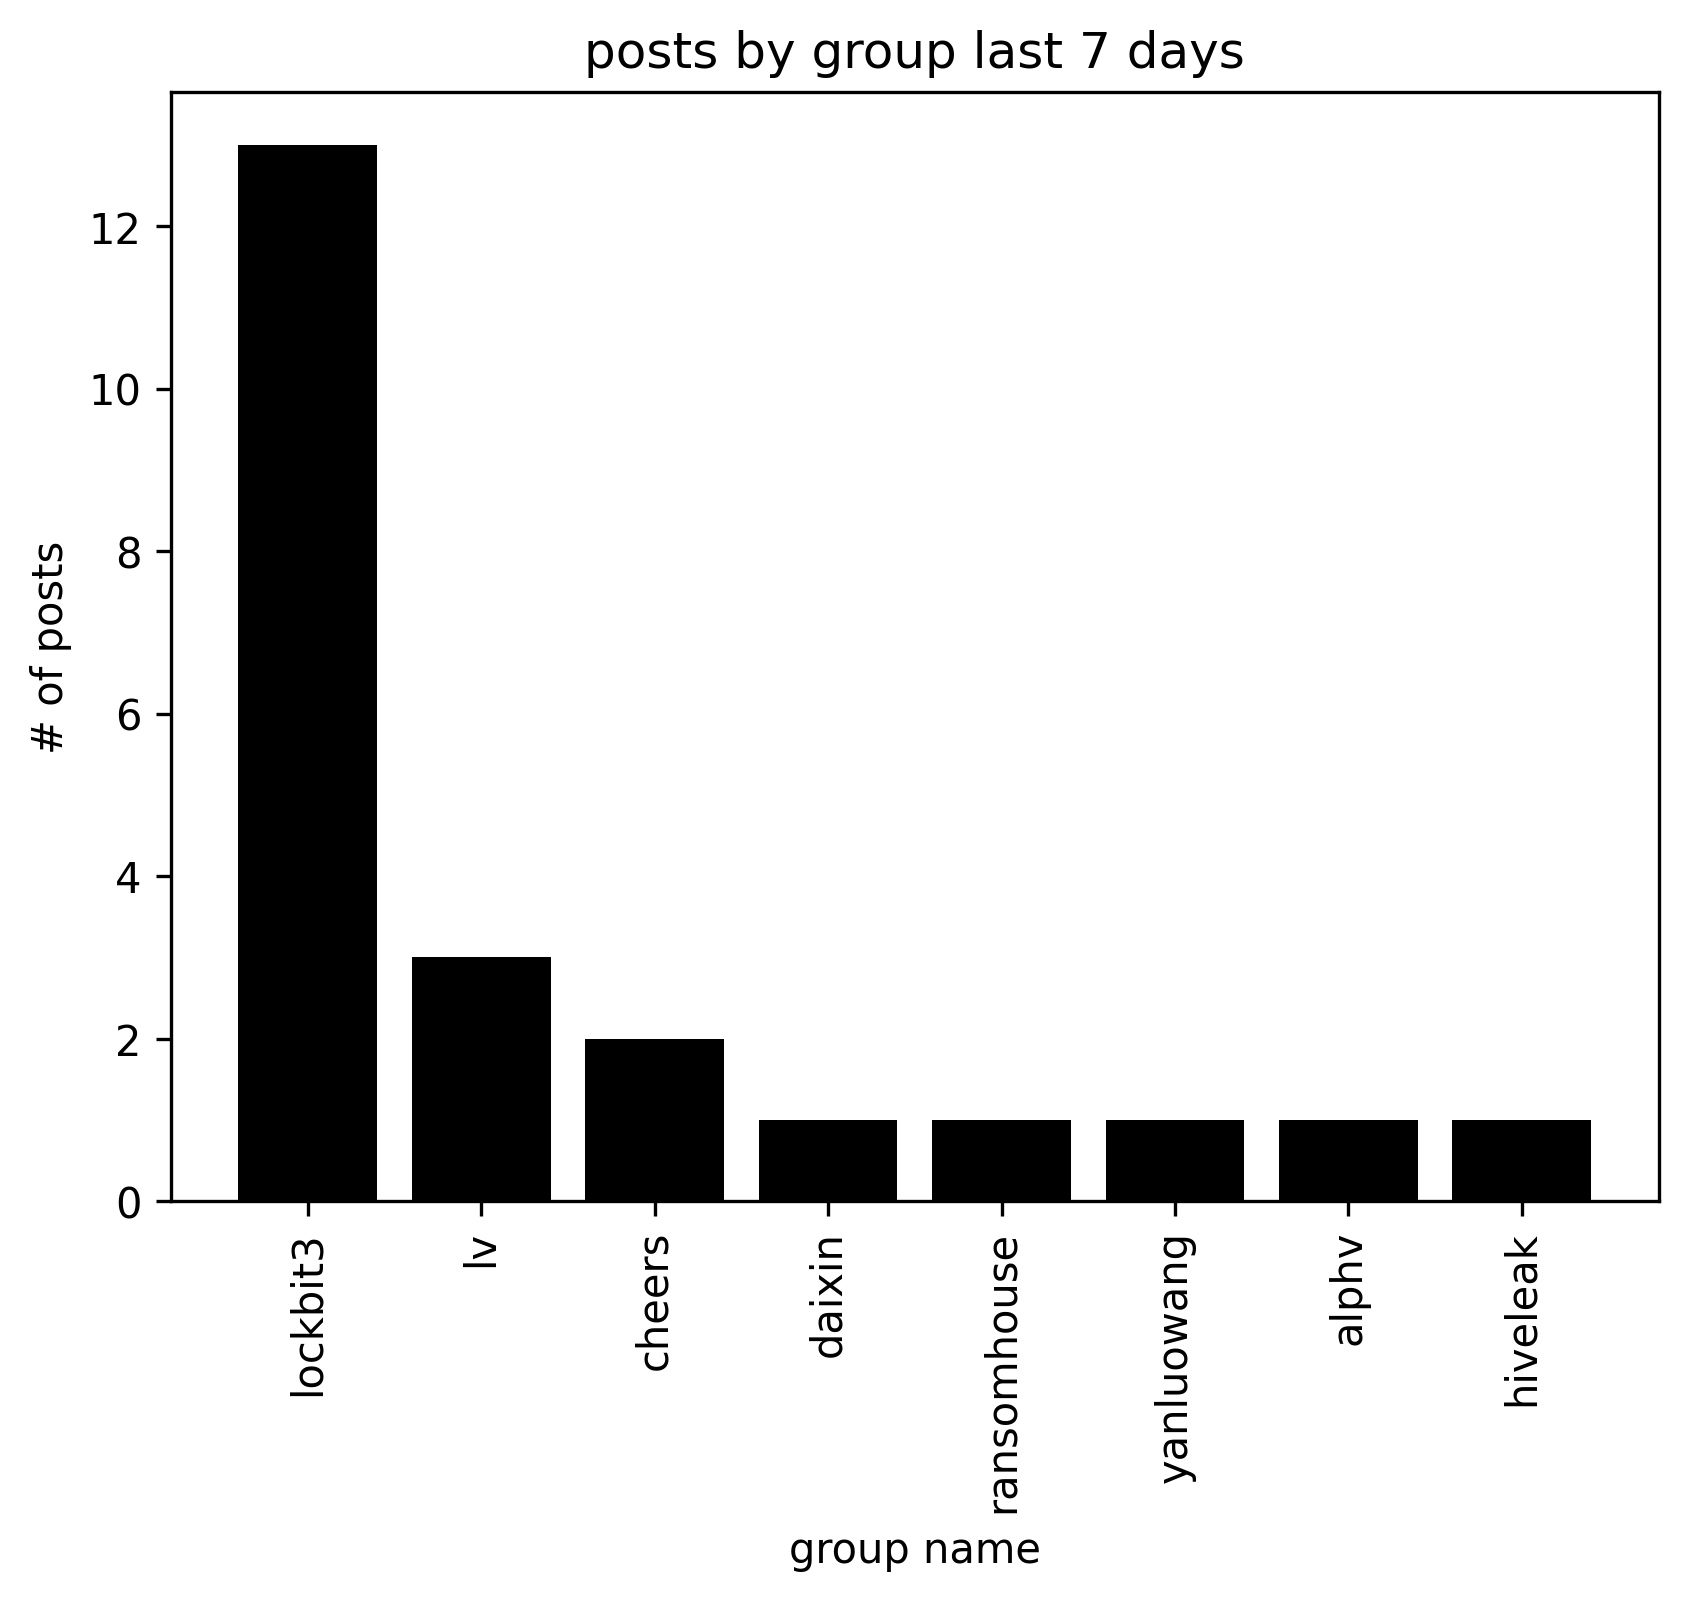 posts by group last 7 days
# of posts
12
10
8
6
4
2
0
lockbit3
lv
cheers
daixin
ransomhouse
yanluowang
alphv
hiveleak
group name